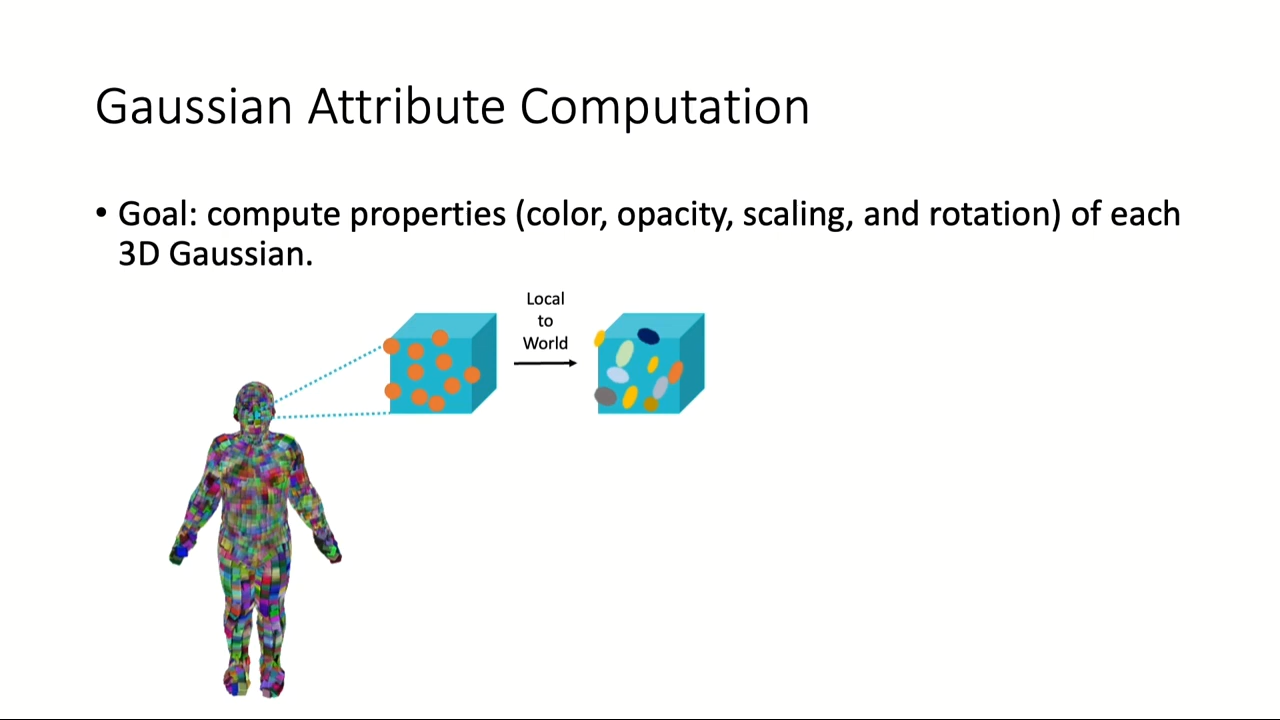 Gaussian Attribute Computation
• Goal: compute properties (color, opacity, scaling, and rotation) of each
3D Gaussian.
Local
to
World